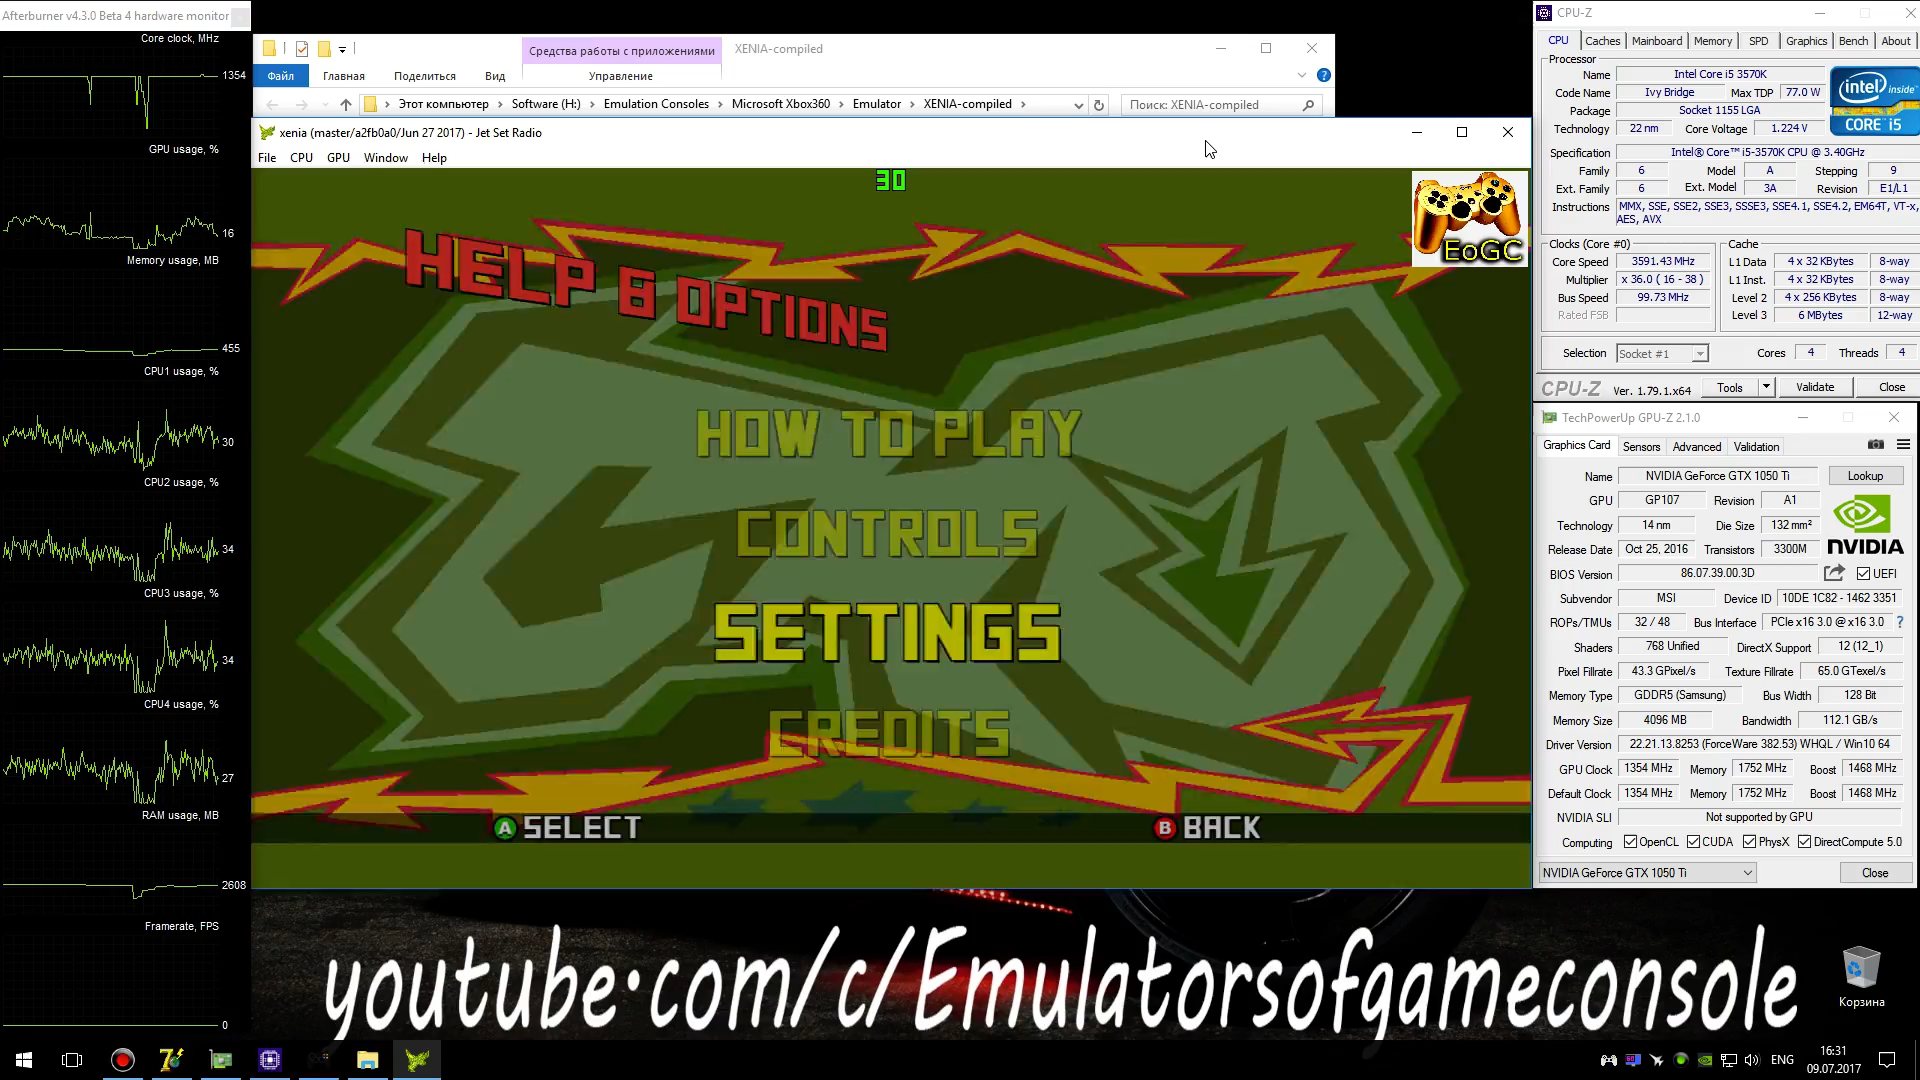 Afterburner v4.3.0 Beta 4 hardware monitor
Core clock, MHz
1354
GPU usage, %
16
Memory usage, MB
455
CPU1 usage, %
30
CPU2 usage, %
34
CPU3 usage, %
34
CPU4 usage, %
27
RAM usage, MB
2608
Framerate, FPS
0
Средства работы с приложениями
XENIA-compiled
Файл Главная Поделиться Вид Управление
Этот компьютер Software (H:) Emulation Consoles Microsoft Xbox360 Emulator XENIA-compiled
Поиск: XENIA-compiled
xenia (master/a2fb0a0/Jun 27 2017) - Jet Set Radio
File CPU GPU Window Help
30
EoGC
HELP & OPTIONS
HOW TO PLAY
CONTROLS
SETTINGS
CREDITS
A SELECT
B BACK
CPU-Z
CPU Caches Mainboard Memory SPD Graphics Bench About
Processor
Name Intel Core i5 3570K
Code Name Ivy Bridge Max TDP 77.0 W
Package Socket 1155 LGA
Technology 22 nm Core Voltage 1.224 V
intel inside
CORE i5
Specification Intel® Core™ i5-3570K CPU @ 3.40GHz
Family 6 Model A Stepping 9
Ext. Family 6 Ext. Model 3A Revision E1/L1
Instructions MMX, SSE, SSE2, SSE3, SSSE3, SSE4.1, SSE4.2, EM64T, VT-x,
AES, AVX
Clocks (Core #0) Cache
Core Speed 3591.43 MHz L1 Data 4 x 32 KBytes 8-way
Multiplier x 36.0 ( 16 - 38 ) L1 Inst. 4 x 32 KBytes 8-way
Bus Speed 99.73 MHz Level 2 4 x 256 KBytes 8-way
Rated FSB Level 3 6 MBytes 12-way
Selection Socket #1 Cores 4 Threads 4
CPU-Z Ver. 1.79.1.x64 Tools Validate Close
TechPowerUp GPU-Z 2.1.0
Graphics Card Sensors Advanced Validation
Name NVIDIA GeForce GTX 1050 Ti Lookup
GPU GP107 Revision A1
Technology 14 nm Die Size 132 mm²
Release Date Oct 25, 2016 Transistors 3300M
NVIDIA
BIOS Version 86.07.39.00.3D UEFI
Subvendor MSI Device ID 10DE 1C82 - 1462 3351
ROPs/TMUs 32 / 48 Bus Interface PCIe x16 3.0 @ x16 3.0 ?
Shaders 768 Unified DirectX Support 12 (12_1)
Pixel Fillrate 43.3 GPixel/s Texture Fillrate 65.0 GTexel/s
Memory Type GDDR5 (Samsung) Bus Width 128 Bit
Memory Size 4096 MB Bandwidth 112.1 GB/s
Driver Version 22.21.13.8253 (ForceWare 382.53) WHQL / Win10 64
GPU Clock 1354 MHz Memory 1752 MHz Boost 1468 MHz
Default Clock 1354 MHz Memory 1752 MHz Boost 1468 MHz
NVIDIA SLI Not supported by GPU
Computing OpenCL CUDA PhysX DirectCompute 5.0
NVIDIA GeForce GTX 1050 Ti Close
youtube.com/c/Emulatorsofgameconsole
Корзина
ENG
16:31
09.07.2017